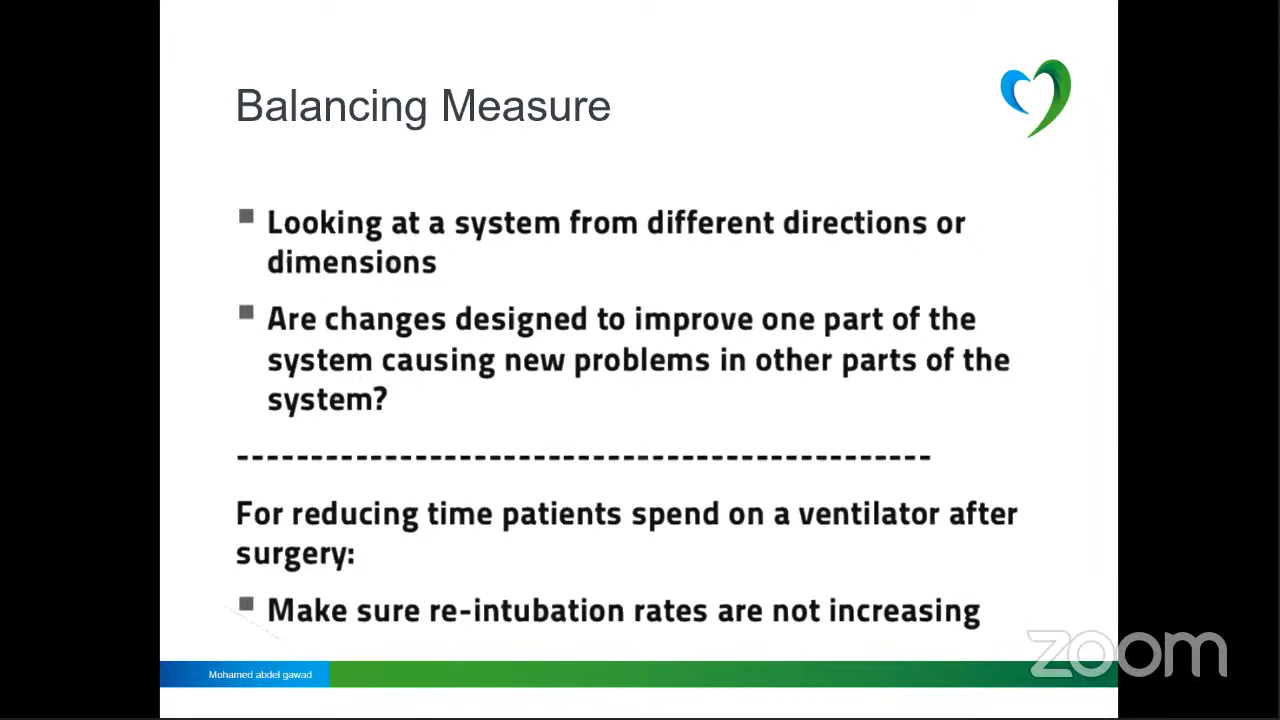 Balancing Measure
Looking at a system from different directions or
dimensions
Are changes designed to improve one part of the
system causing new problems in other parts of the
system?
-----------------------------------------------
For reducing time patients spend on a ventilator after
surgery:
Make sure re-intubation rates are not increasing
zoom
Mohamed abdel gawad